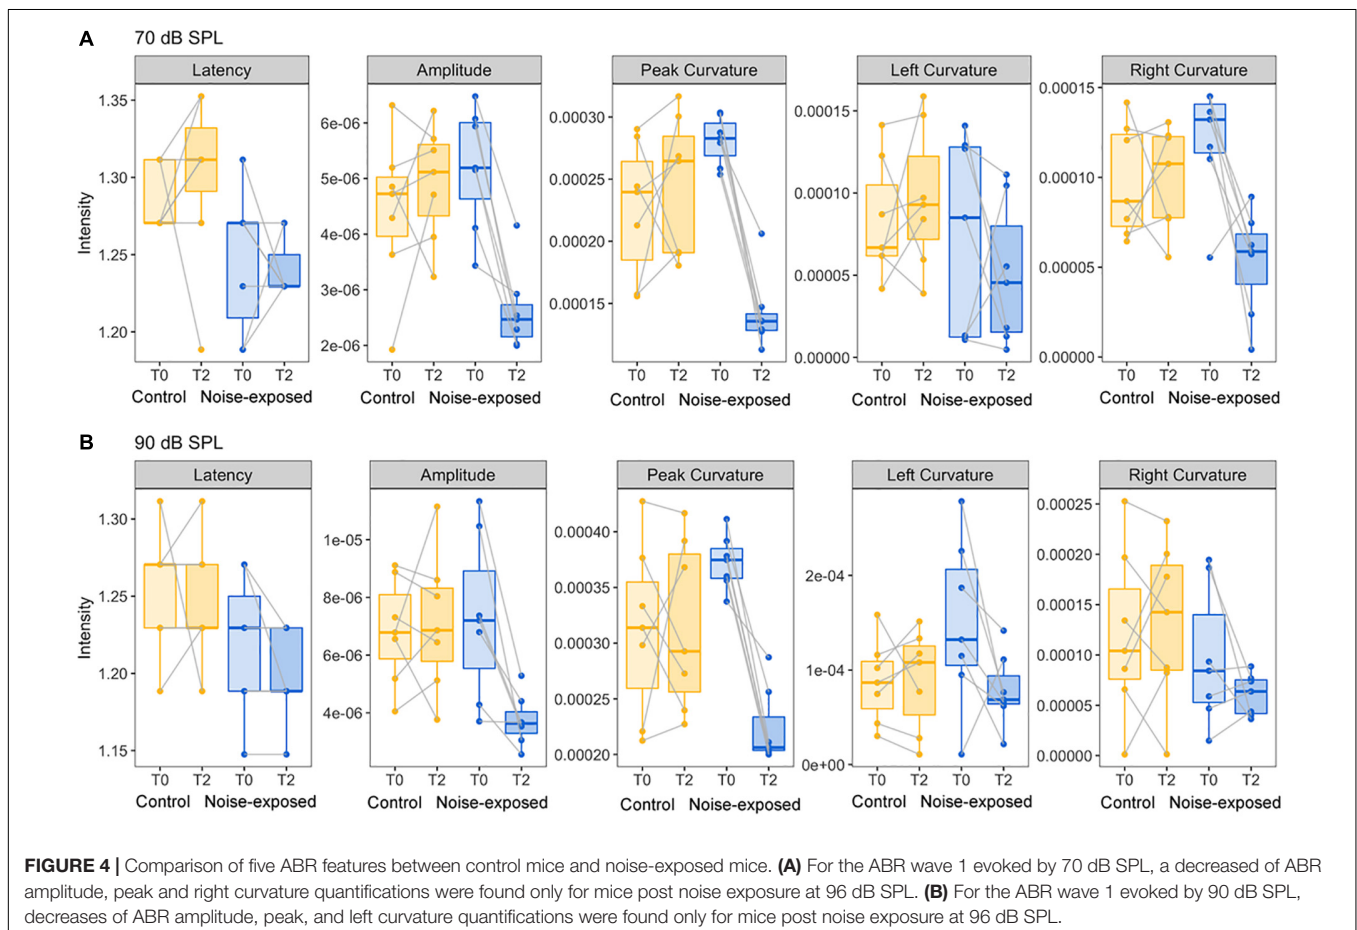 A 70 dB SPL
Latency Amplitude Peak Curvature Left Curvature Right Curvature
Intensity
1.35
1.30
1.25
1.20
6e-06
5e-06
4e-06
3e-06
2e-06
0.00030
0.00025
0.00020
0.00015
0.00015
0.00010
0.00005
0.00000
0.00015
0.00010
0.00005
0.00000
T0 T2 T0 T2 T0 T2 T0 T2 T0 T2 T0 T2 T0 T2 T0 T2 T0 T2 T0 T2
Control Noise-exposed Control Noise-exposed Control Noise-exposed Control Noise-exposed Control Noise-exposed
B 90 dB SPL
Latency Amplitude Peak Curvature Left Curvature Right Curvature
Intensity
1.30
1.25
1.20
1.15
1e-05
8e-06
6e-06
4e-06
0.00040
0.00035
0.00030
0.00025
0.00020
2e-04
1e-04
0e+00
0.00025
0.00020
0.00015
0.00010
0.00005
0.00000
T0 T2 T0 T2 T0 T2 T0 T2 T0 T2 T0 T2 T0 T2 T0 T2 T0 T2 T0 T2
Control Noise-exposed Control Noise-exposed Control Noise-exposed Control Noise-exposed Control Noise-exposed
FIGURE 4 | Comparison of five ABR features between control mice and noise-exposed mice. (A) For the ABR wave 1 evoked by 70 dB SPL, a decreased of ABR
amplitude, peak and right curvature quantifications were found only for mice post noise exposure at 96 dB SPL. (B) For the ABR wave 1 evoked by 90 dB SPL,
decreases of ABR amplitude, peak, and left curvature quantifications were found only for mice post noise exposure at 96 dB SPL.